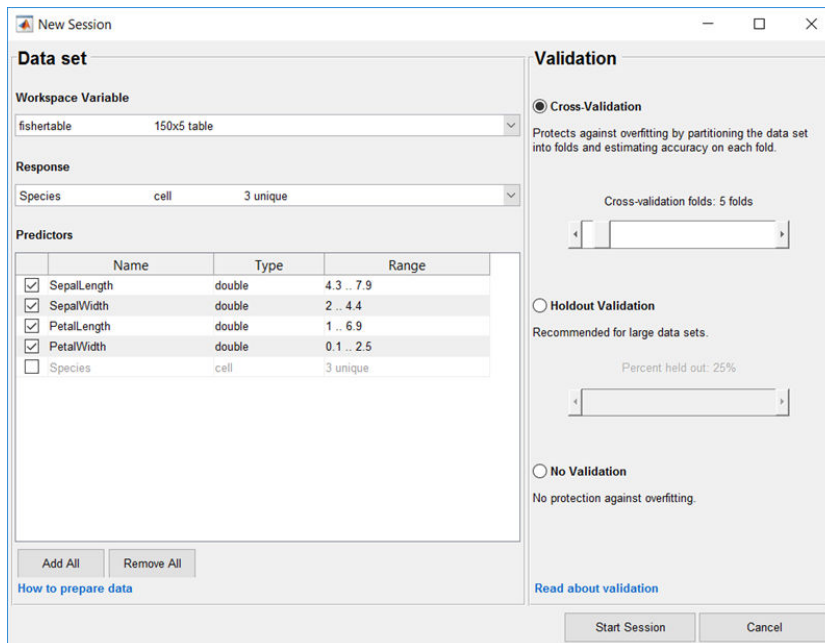 New Session
Data set
Workspace Variable
fishertable 150x5 table
Response
Species cell 3 unique
Predictors
Name Type Range
SepalLength double 4.3 .. 7.9
SepalWidth double 2 .. 4.4
PetalLength double 1 .. 6.9
PetalWidth double 0.1 .. 2.5
Species cell 3 unique
Add All Remove All
How to prepare data
Validation
Cross-Validation
Protects against overfitting by partitioning the data set
into folds and estimating accuracy on each fold.
Cross-validation folds: 5 folds
Holdout Validation
Recommended for large data sets.
Percent held out: 25%
No Validation
No protection against overfitting.
Read about validation
Start Session Cancel